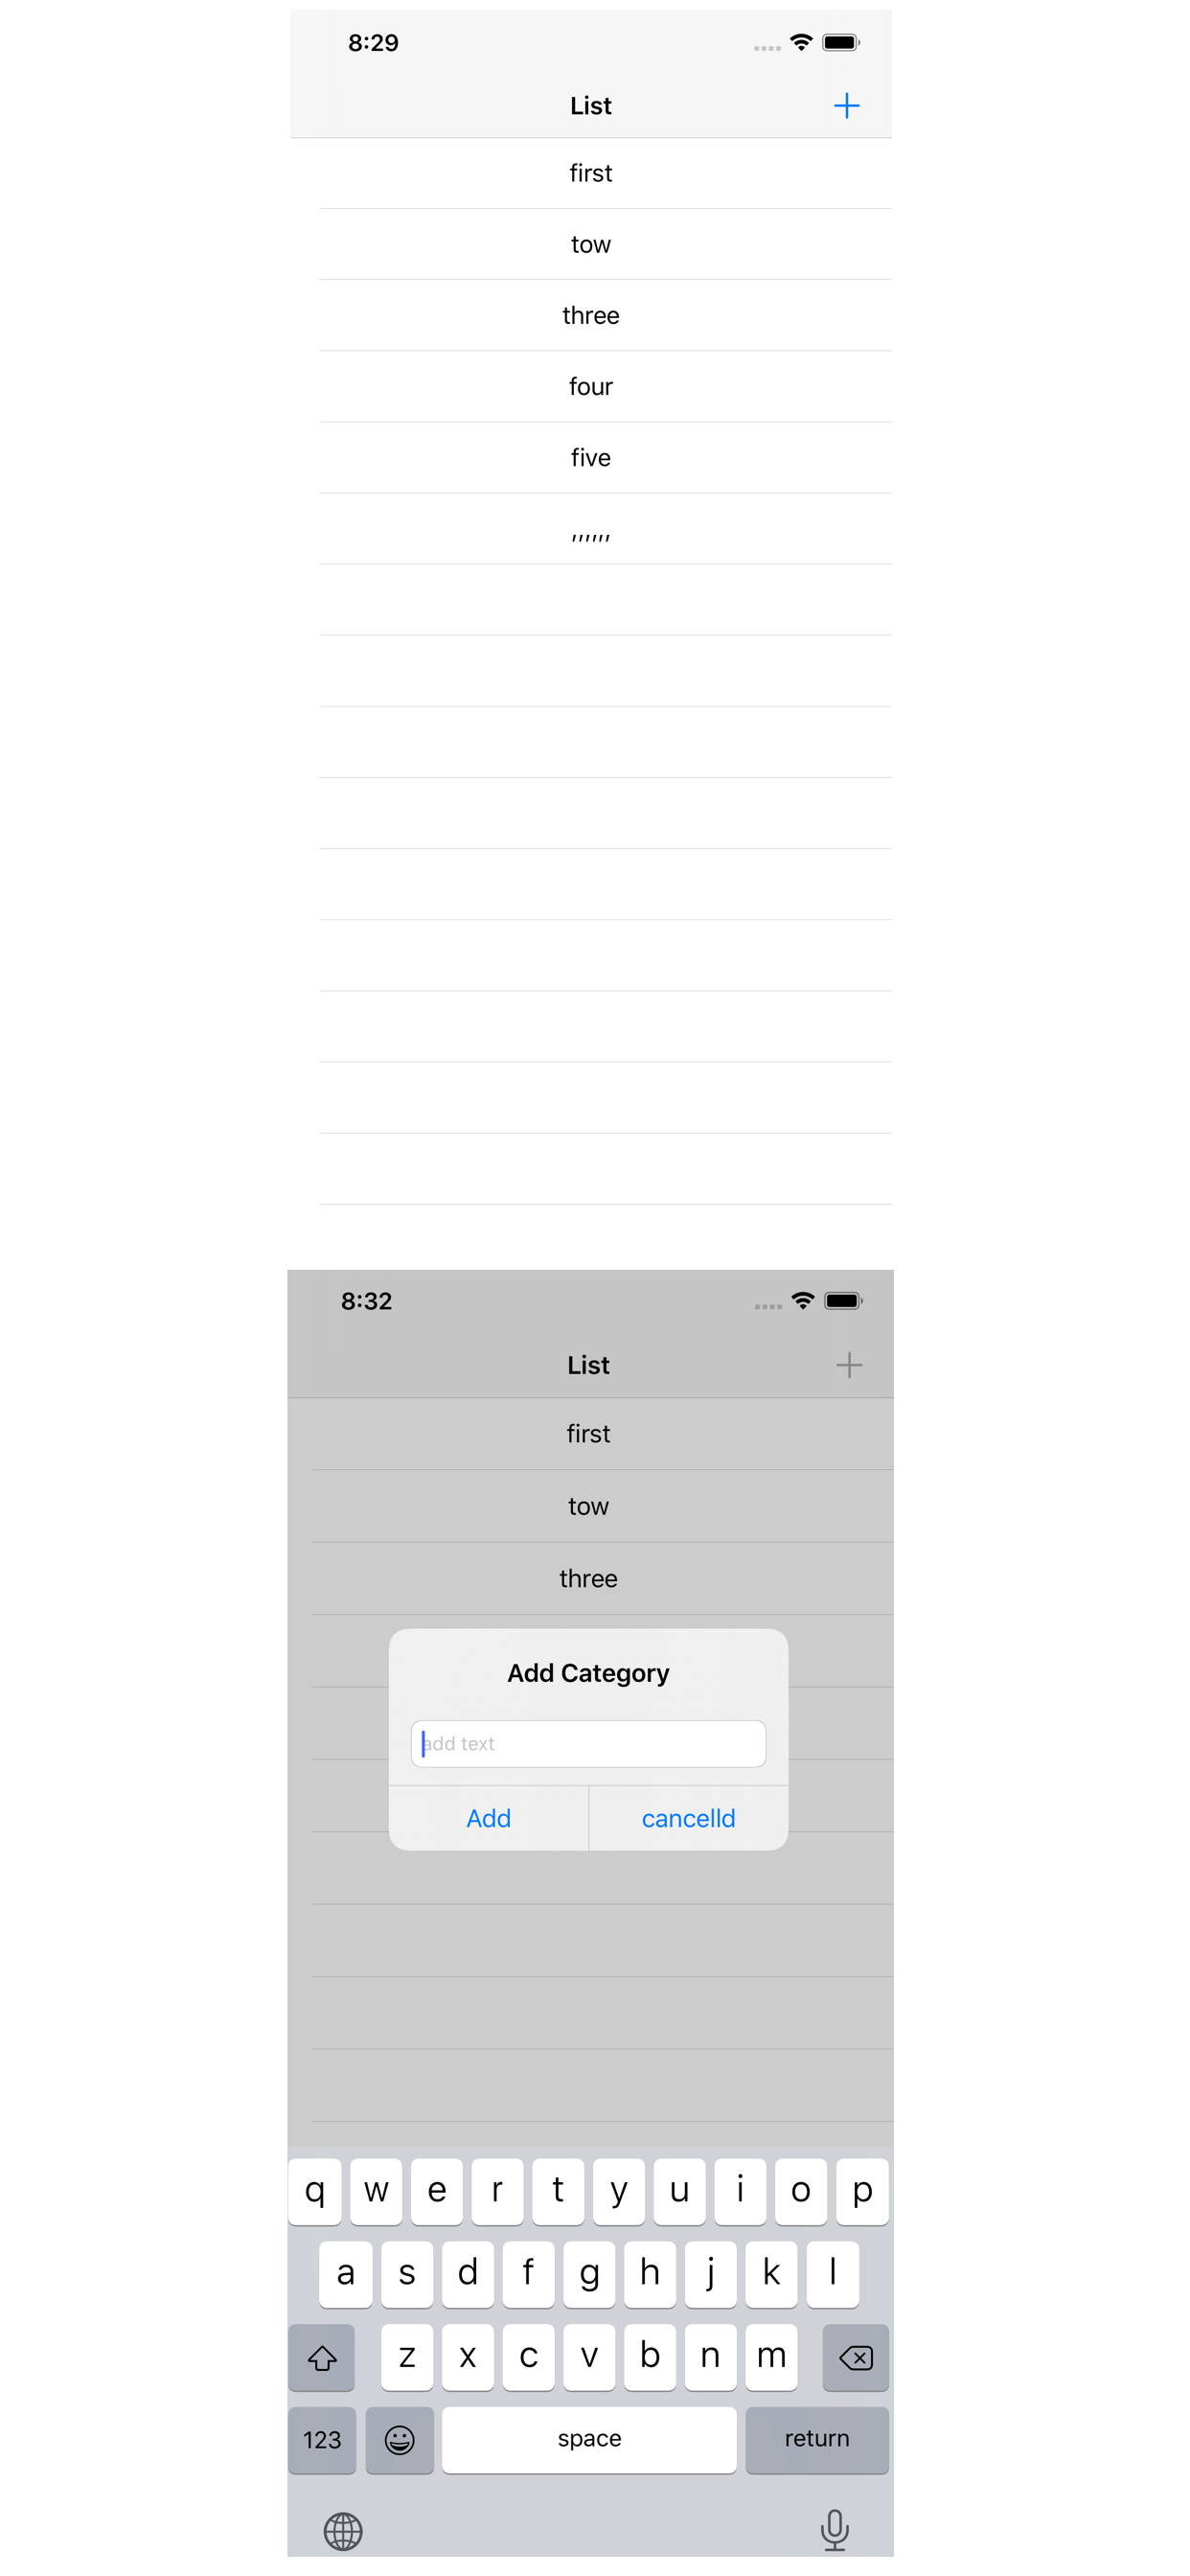 8:29
List
first
tow
three
four
five
,,,,,,
8:32
List
first
tow
three
Add Category
add text
Add cancelld
q w e r t y u i o p
a s d f g h j k l
z x c v b n m
123 space return